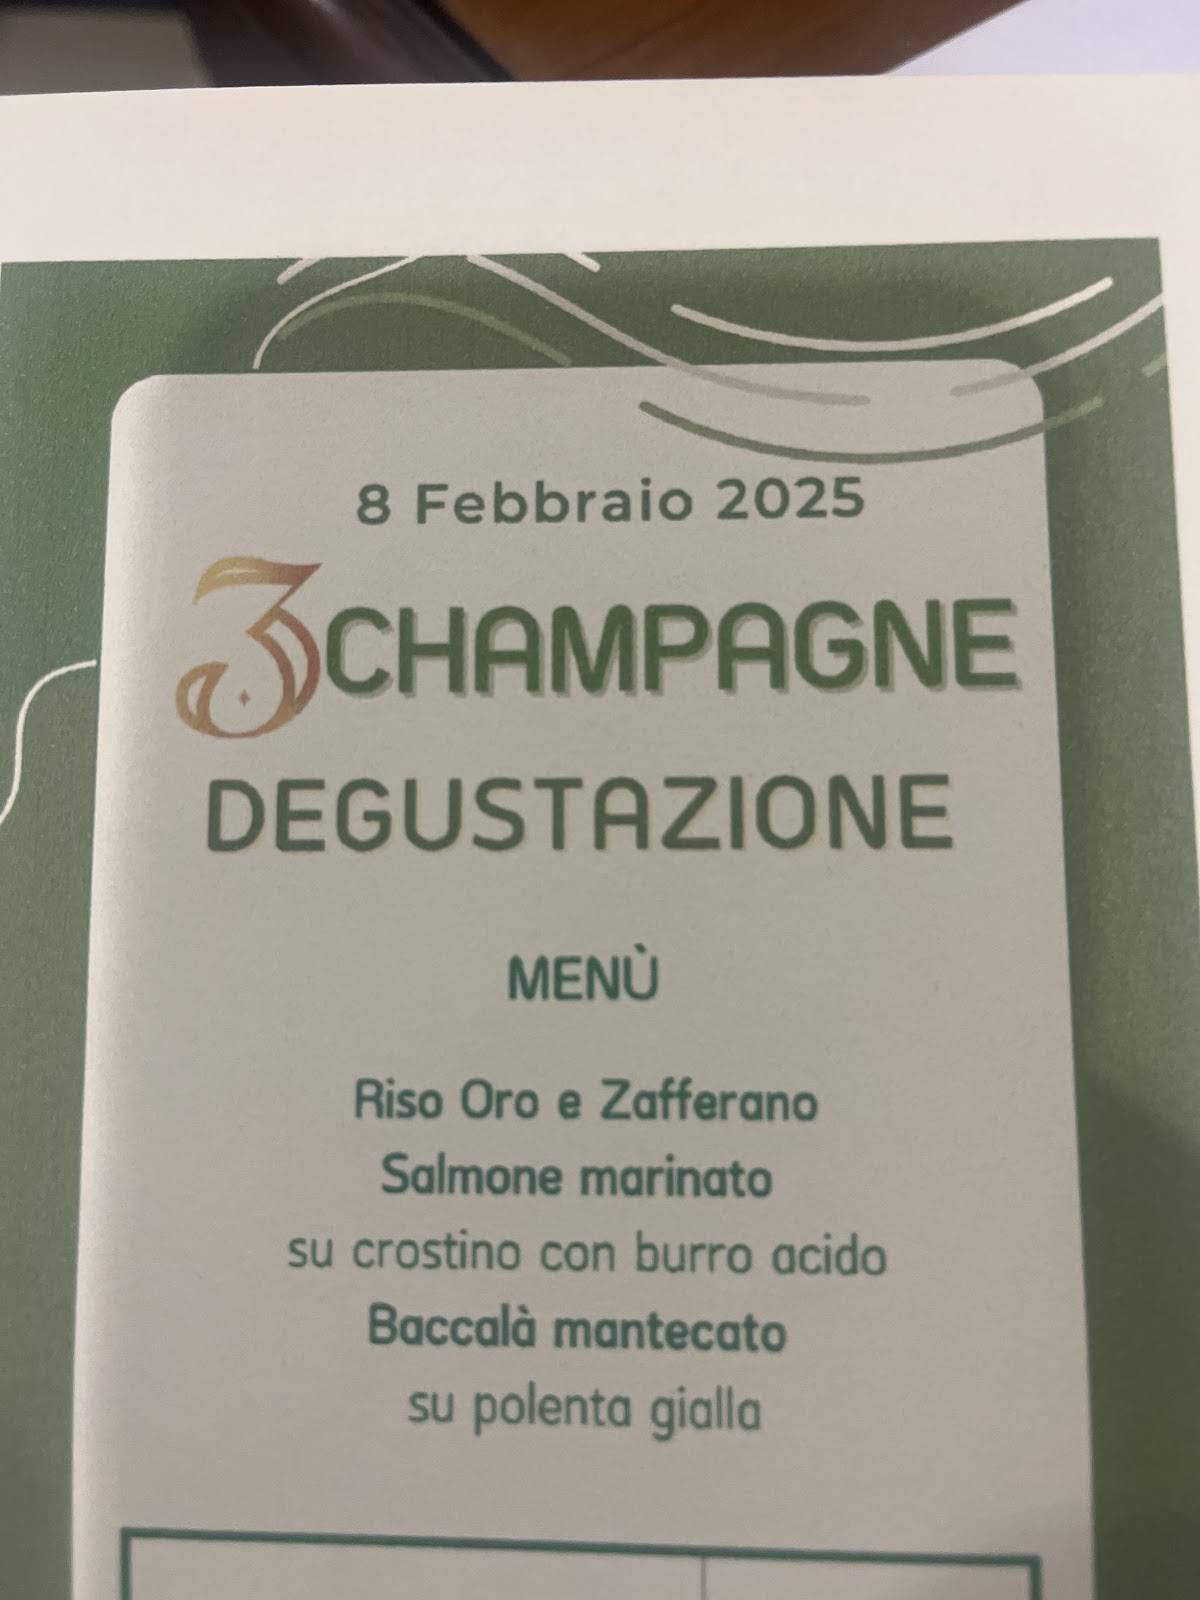 8 Febbraio 2025
3CHAMPAGNE
DEGUSTAZIONE
MENÙ
Riso Oro e Zafferano
Salmone marinato
su crostino con burro acido
Baccalà mantecato
su polenta gialla